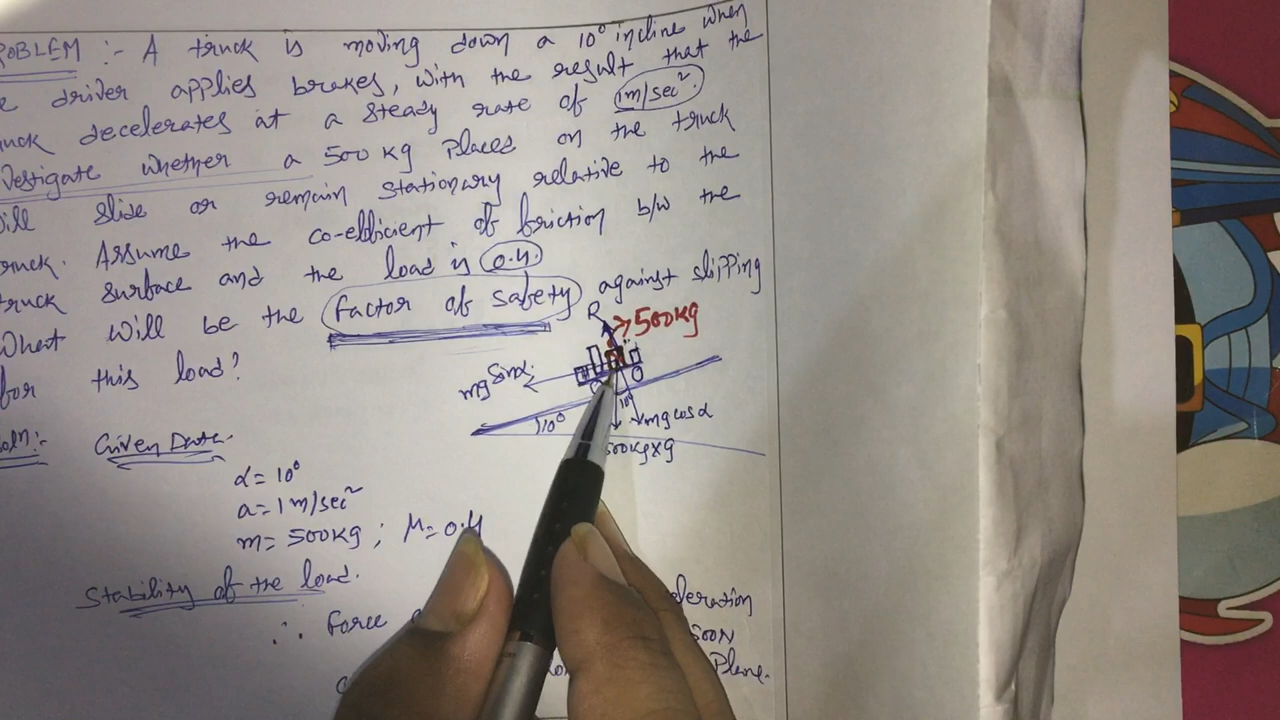 ROBLEM :- A truck is moving down a 10° incline when
e driver applies brakes, with the result that the
ruck decelerates at a steady rate of 1m/sec²
vestigate whether a 500 kg places on the truck
ill slide or remain stationary relative to the
ruck. Assume the co-efficient of friction b/w the
truck surface and the load is 0.4.
What will be the factor of safety against slipping
for this load?
R
500kg
mg sinα
10°
10°
mg cosα
500kg×g
Soln:- Given Data-
α = 10°
a = 1 m/sec²
m = 500kg ; μ = 0.4
Stability of the load.
∴ Force
deleration
500N
Plane.